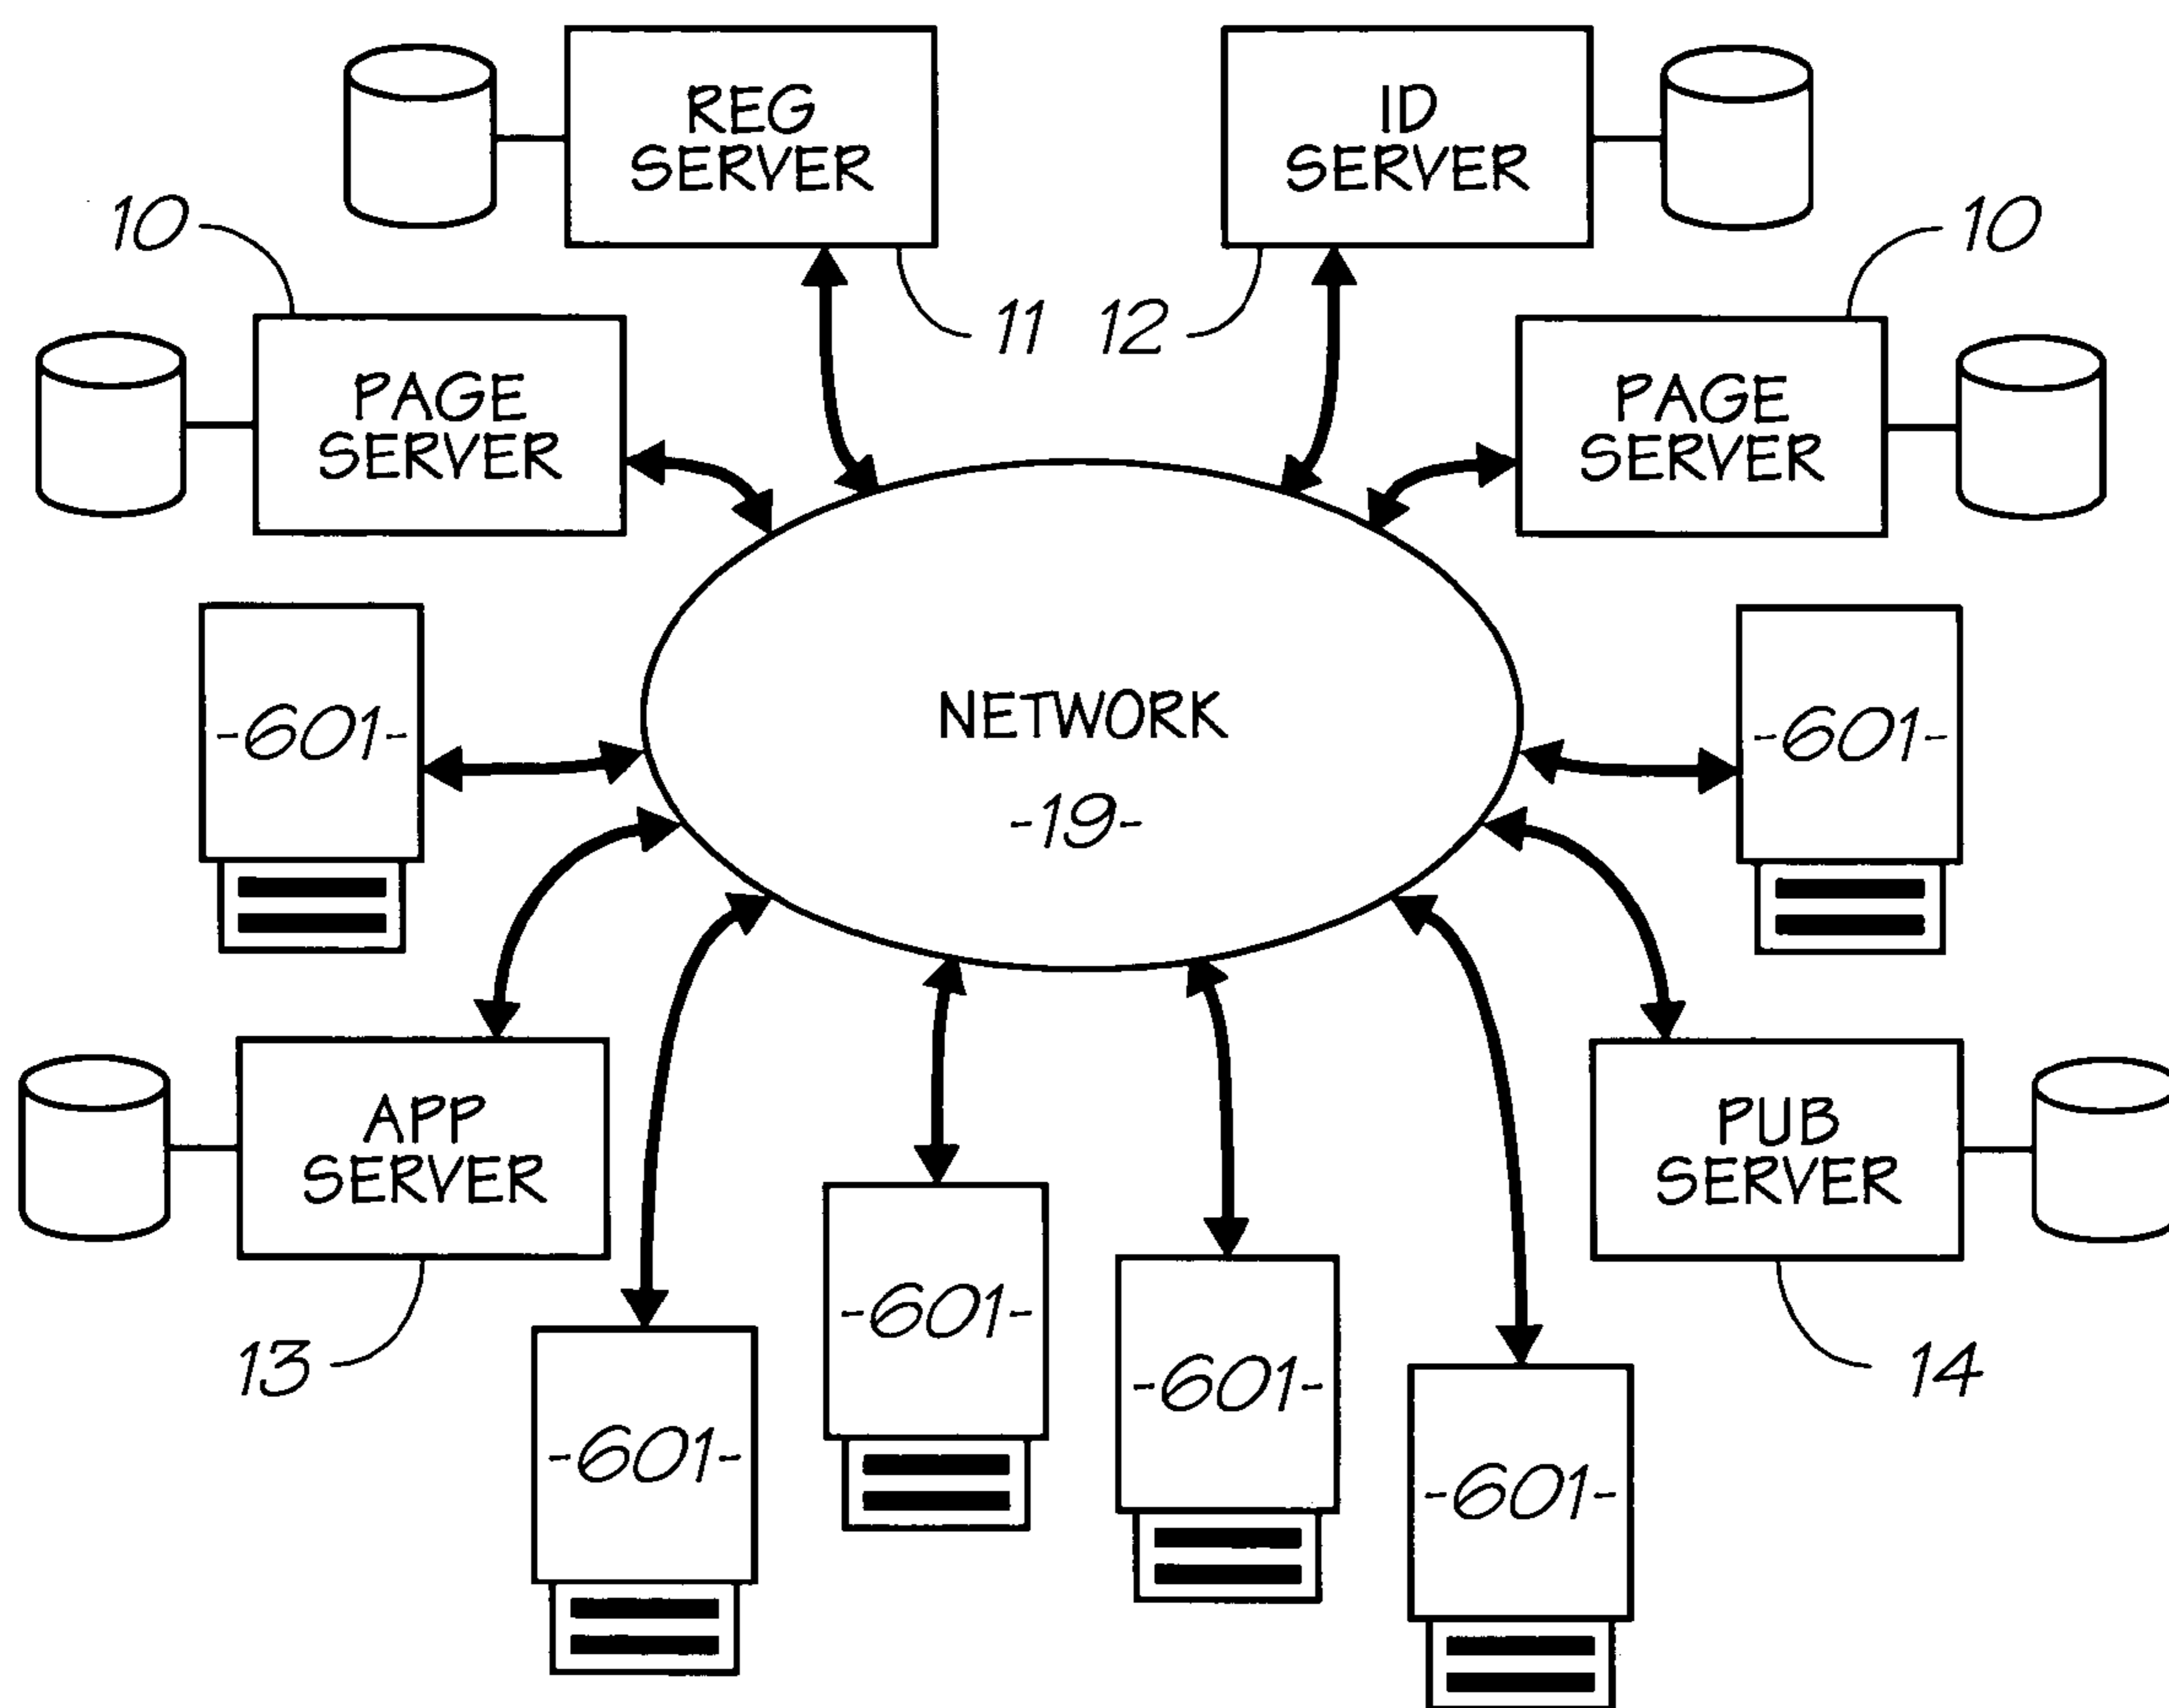 REG
SERVER
ID
SERVER
10
10
11
12
PAGE
SERVER
PAGE
SERVER
-601-
NETWORK
-19-
-601-
APP
SERVER
PUB
SERVER
13
-601-
-601-
-601-
-601-
14